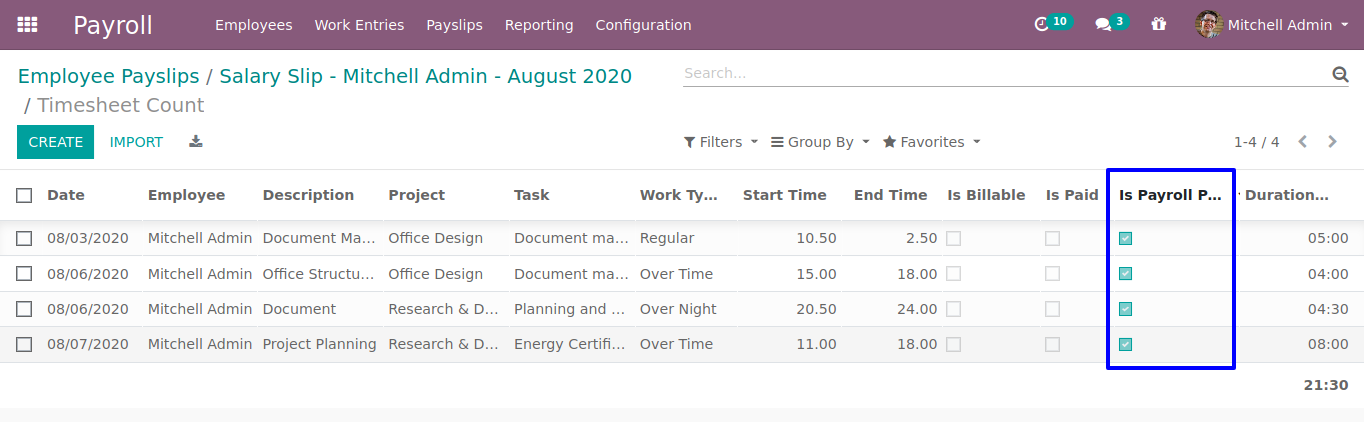 Payroll Employees Work Entries Payslips Reporting Configuration 10 3 Mitchell Admin
Employee Payslips / Salary Slip - Mitchell Admin - August 2020
/ Timesheet Count
Search...
CREATE IMPORT Filters Group By Favorites 1-4 / 4
Date Employee Description Project Task Work Ty... Start Time End Time Is Billable Is Paid Is Payroll P... Duration...
08/03/2020 Mitchell Admin Document Ma... Office Design Document ma... Regular 10.50 2.50 05:00
08/06/2020 Mitchell Admin Office Structu... Office Design Document ma... Over Time 15.00 18.00 04:00
08/06/2020 Mitchell Admin Document Research & D... Planning and ... Over Night 20.50 24.00 04:30
08/07/2020 Mitchell Admin Project Planning Research & D... Energy Certifi... Over Time 11.00 18.00 08:00
21:30